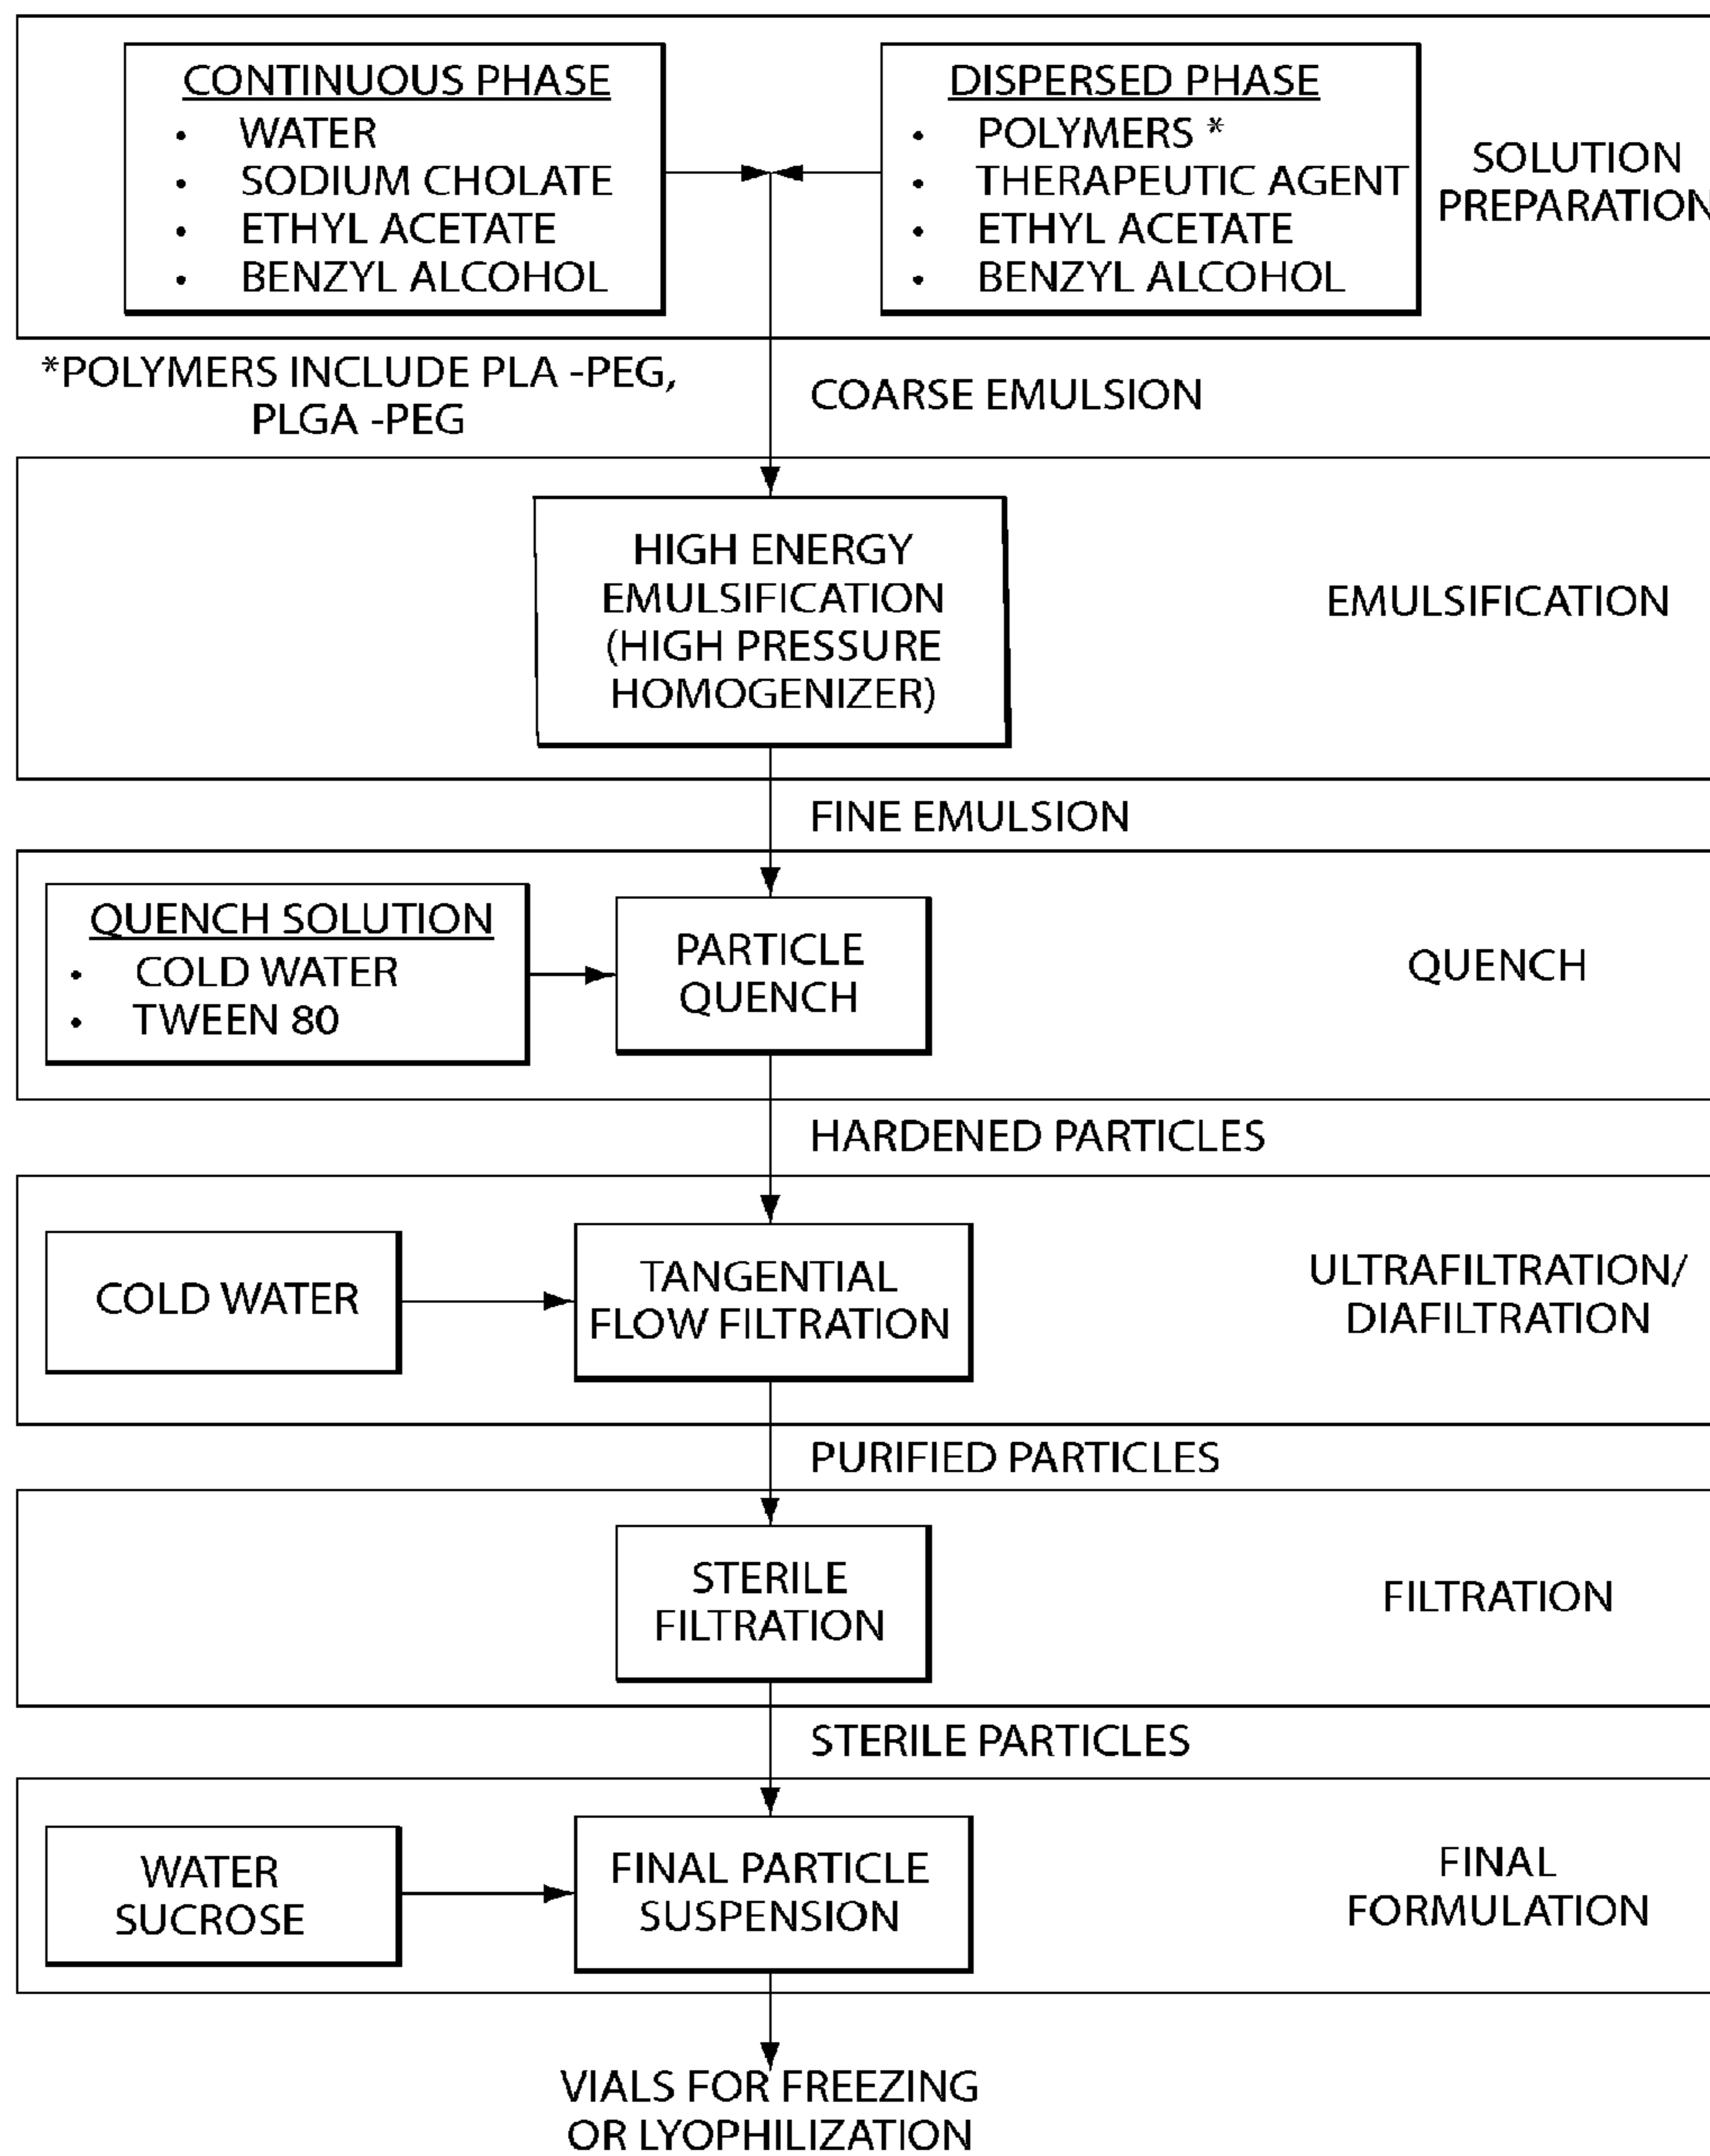 CONTINUOUS PHASE
• WATER
• SODIUM CHOLATE
• ETHYL ACETATE
• BENZYL ALCOHOL
DISPERSED PHASE
• POLYMERS *
• THERAPEUTIC AGENT
• ETHYL ACETATE
• BENZYL ALCOHOL
SOLUTION
PREPARATION
*POLYMERS INCLUDE PLA -PEG,
PLGA -PEG
COARSE EMULSION
HIGH ENERGY
EMULSIFICATION
(HIGH PRESSURE
HOMOGENIZER)
EMULSIFICATION
FINE EMULSION
QUENCH SOLUTION
• COLD WATER
• TWEEN 80
PARTICLE
QUENCH
QUENCH
HARDENED PARTICLES
COLD WATER
TANGENTIAL
FLOW FILTRATION
ULTRAFILTRATION/
DIAFILTRATION
PURIFIED PARTICLES
STERILE
FILTRATION
FILTRATION
STERILE PARTICLES
WATER
SUCROSE
FINAL PARTICLE
SUSPENSION
FINAL
FORMULATION
VIALS FOR FREEZING
OR LYOPHILIZATION